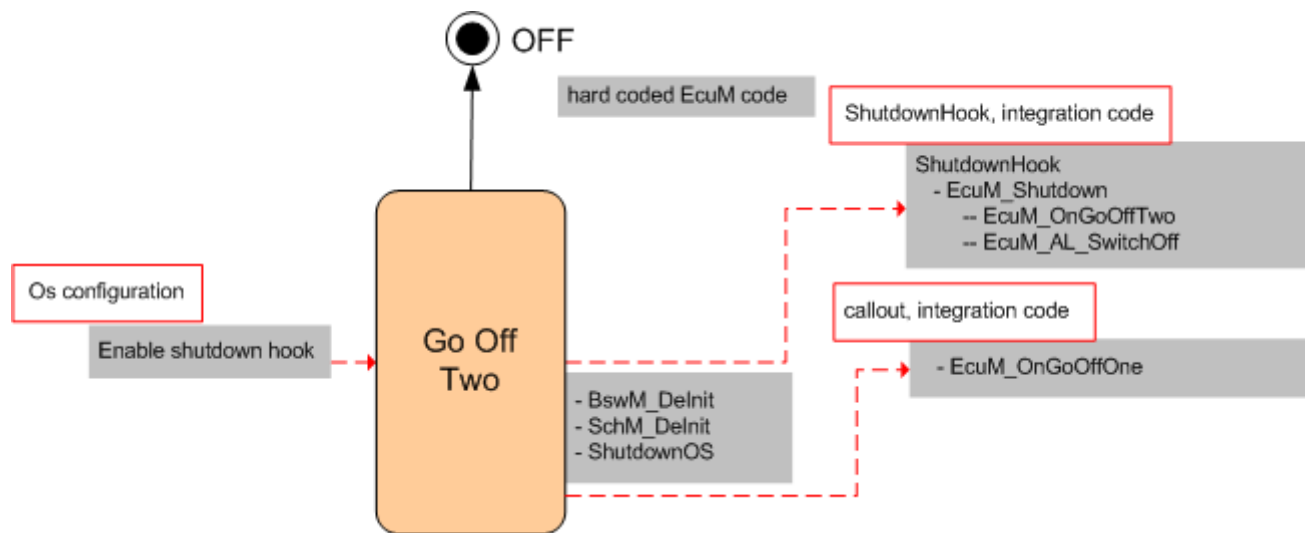 OFF
hard coded EcuM code
ShutdownHook, integration code
ShutdownHook
- EcuM_Shutdown
-- EcuM_OnGoOffTwo
-- EcuM_AL_SwitchOff
Os configuration
Enable shutdown hook
Go Off
Two
callout, integration code
- EcuM_OnGoOffOne
- BswM_DeInit
- SchM_DeInit
- ShutdownOS